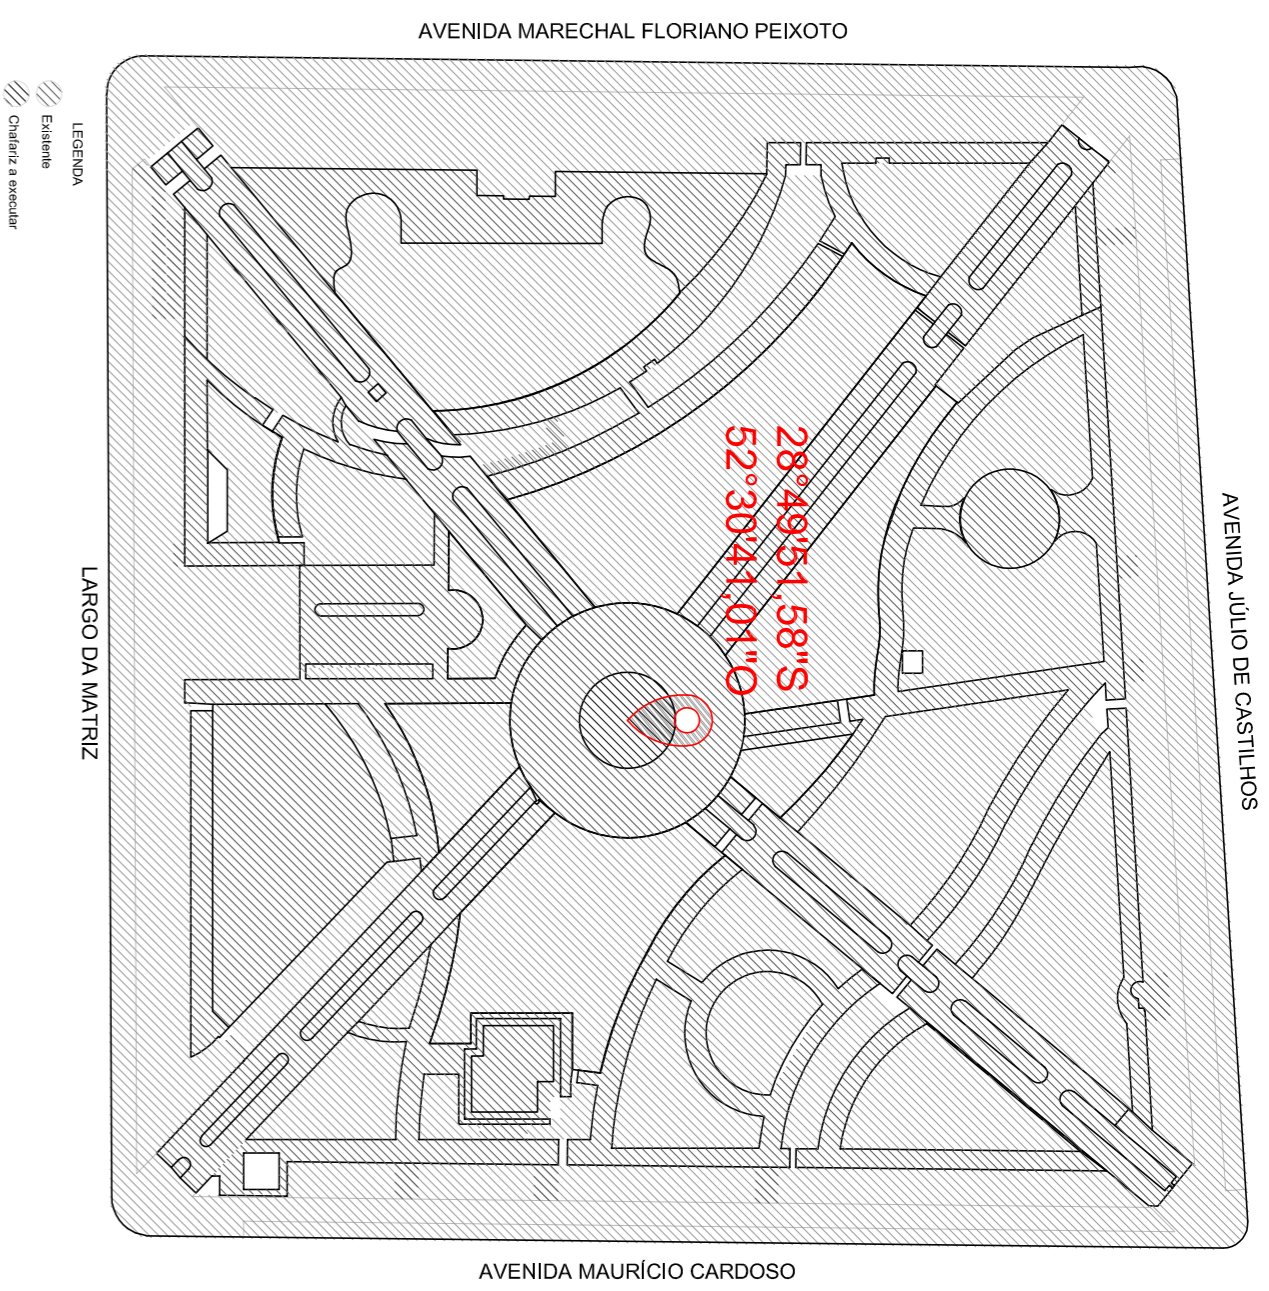 AVENIDA MARECHAL FLORIANO PEIXOTO
LEGENDA
Existente
Chafariz a executar
28°49'51,58"S
52°30'41,01"O
AVENIDA JÚLIO DE CASTILHOS
LARGO DA MATRIZ
AVENIDA MAURÍCIO CARDOSO